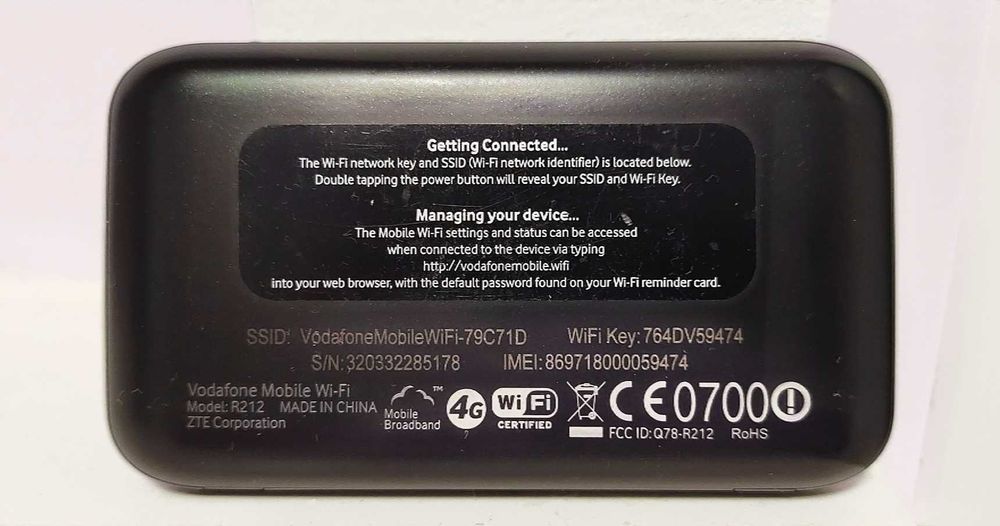 Getting Connected...
The Wi-Fi network key and SSID (Wi-Fi network identifier) is located below.
Double tapping the power button will reveal your SSID and Wi-Fi Key.
Managing your device...
The Mobile Wi-Fi settings and status can be accessed
when connected to the device via typing
http://vodafonemobile.wifi
into your web browser, with the default password found on your Wi-Fi reminder card.
SSID: VodafoneMobileWiFi-79C71D WiFi Key: 764DV59474
S/N: 320332285178 IMEI: 869718000059474
Vodafone Mobile Wi-Fi
Model: R212 MADE IN CHINA
ZTE Corporation
Mobile
Broadband
TM
4G
Wi Fi
CERTIFIED
CE0700
FCC ID: Q78-R212 RoHS